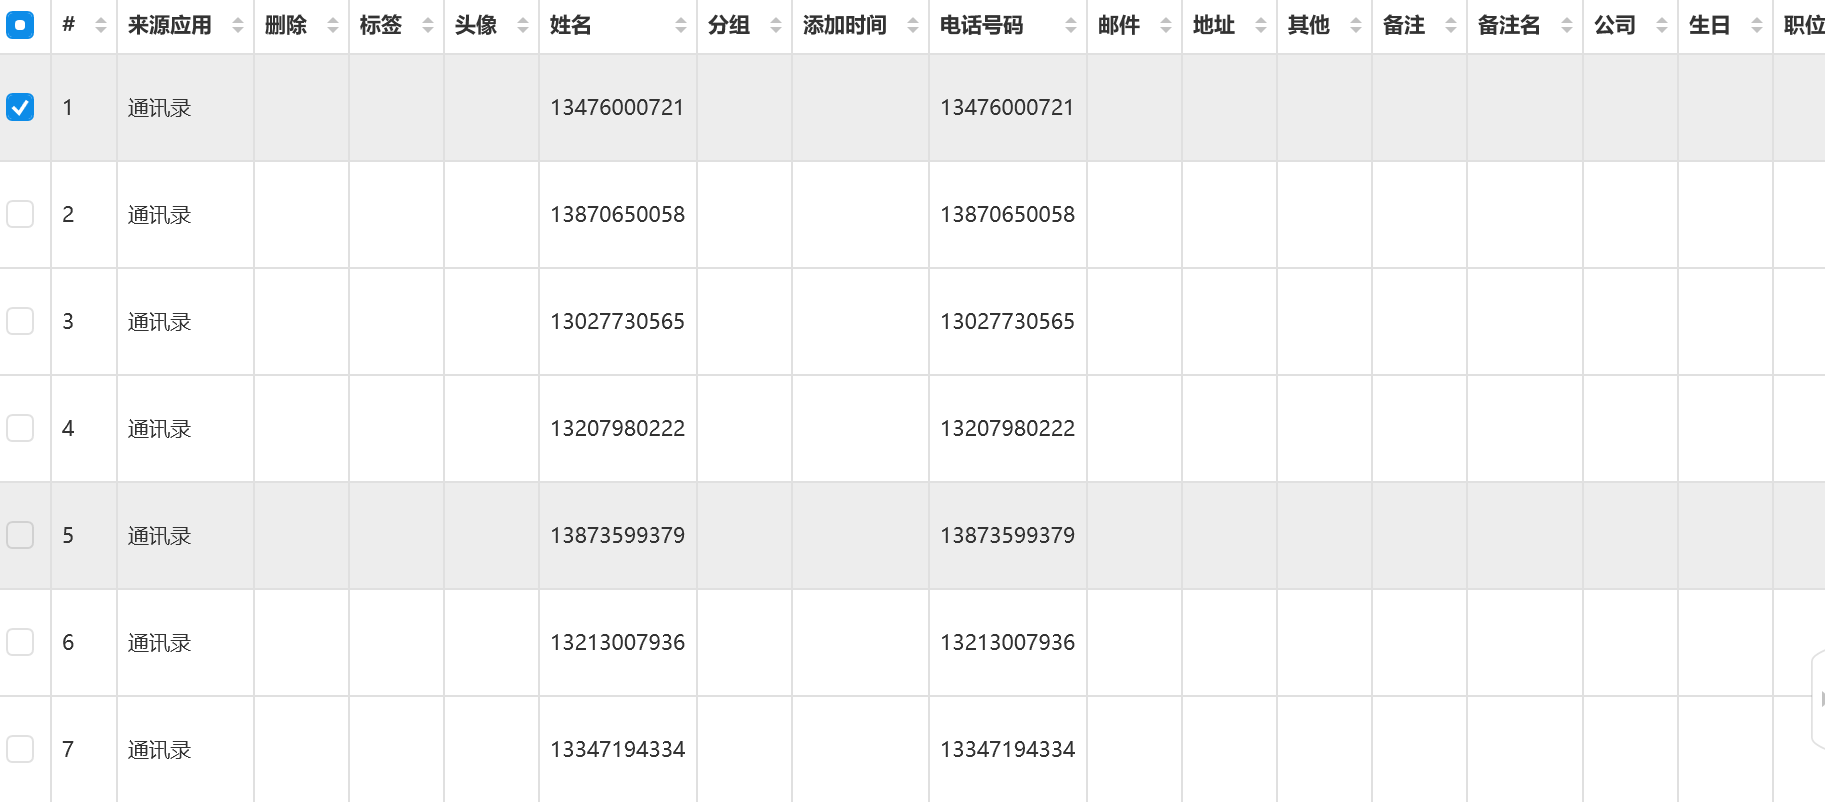 # 来源应用 删除 标签 头像 姓名 分组 添加时间 电话号码 邮件 地址 其他 备注 备注名 公司 生日 职位
1 通讯录 13476000721 13476000721
2 通讯录 13870650058 13870650058
3 通讯录 13027730565 13027730565
4 通讯录 13207980222 13207980222
5 通讯录 13873599379 13873599379
6 通讯录 13213007936 13213007936
7 通讯录 13347194334 13347194334